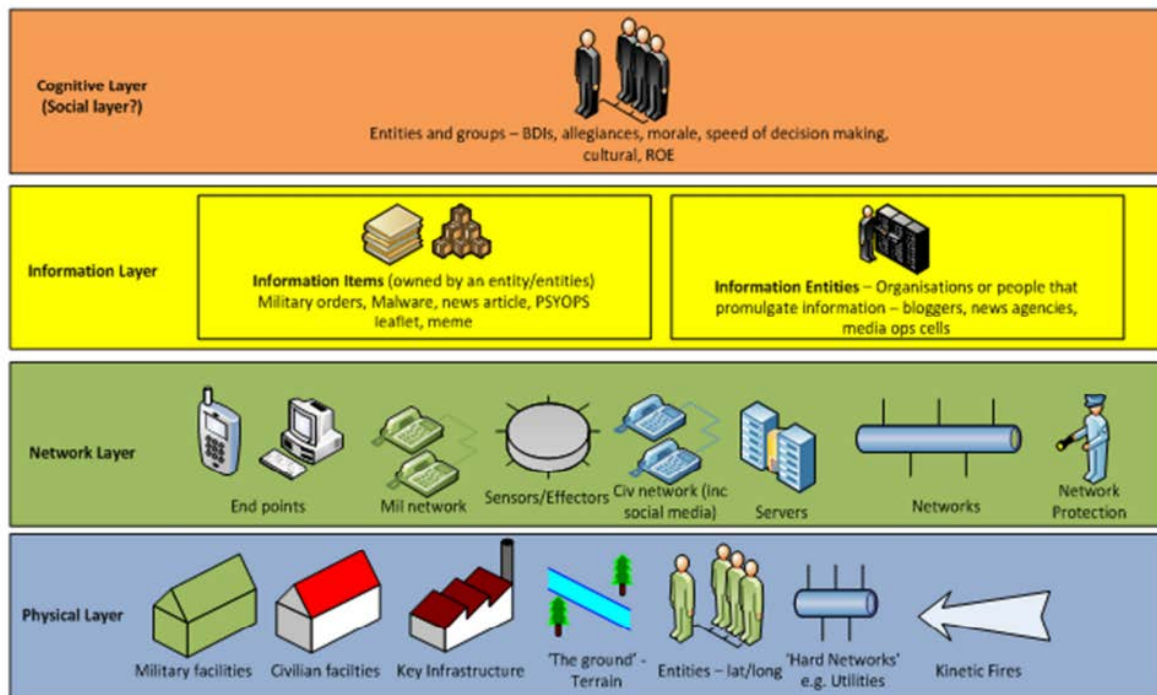 Cognitive Layer
(Social layer?)
Entities and groups – BDIs, allegiances, morale, speed of decision making,
cultural, ROE
Information Layer
Information Items (owned by an entity/entities)
Military orders, Malware, news article, PSYOPS
leaflet, meme
Information Entities – Organisations or people that
promulgate information – bloggers, news agencies,
media ops cells
Network Layer
End points
Mil network
Sensors/Effectors
Civ network (inc
social media)
Servers
Networks
Network
Protection
Physical Layer
Military facilities
Civilian facilties
Key Infrastructure
'The ground' -
Terrain
Entities – lat/long
'Hard Networks'
e.g. Utilities
Kinetic Fires